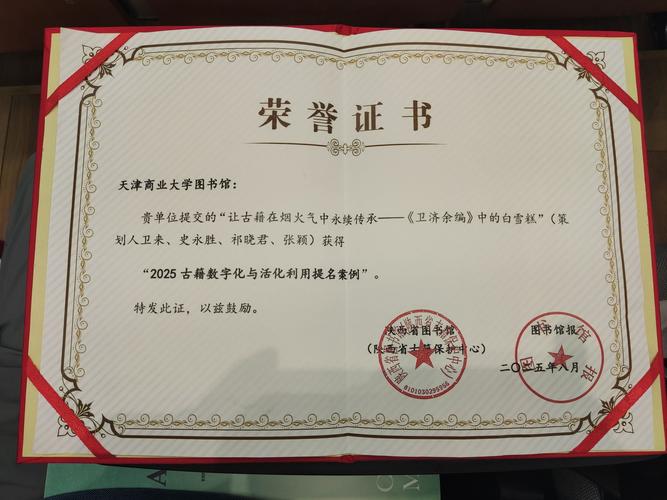 荣誉证书
天津商业大学图书馆：
贵单位提交的“让古籍在烟火气中永续传承——《卫济余编》中的白雪糕”（策
划人卫来、史永胜、祁晓君、张颖）获得
“2025 古籍数字化与活化利用提名案例”。
特发此证，以兹鼓励。
陕西省图书馆 图书馆报
（陕西省古籍保护中心） 二〇二五年八月
图书馆报